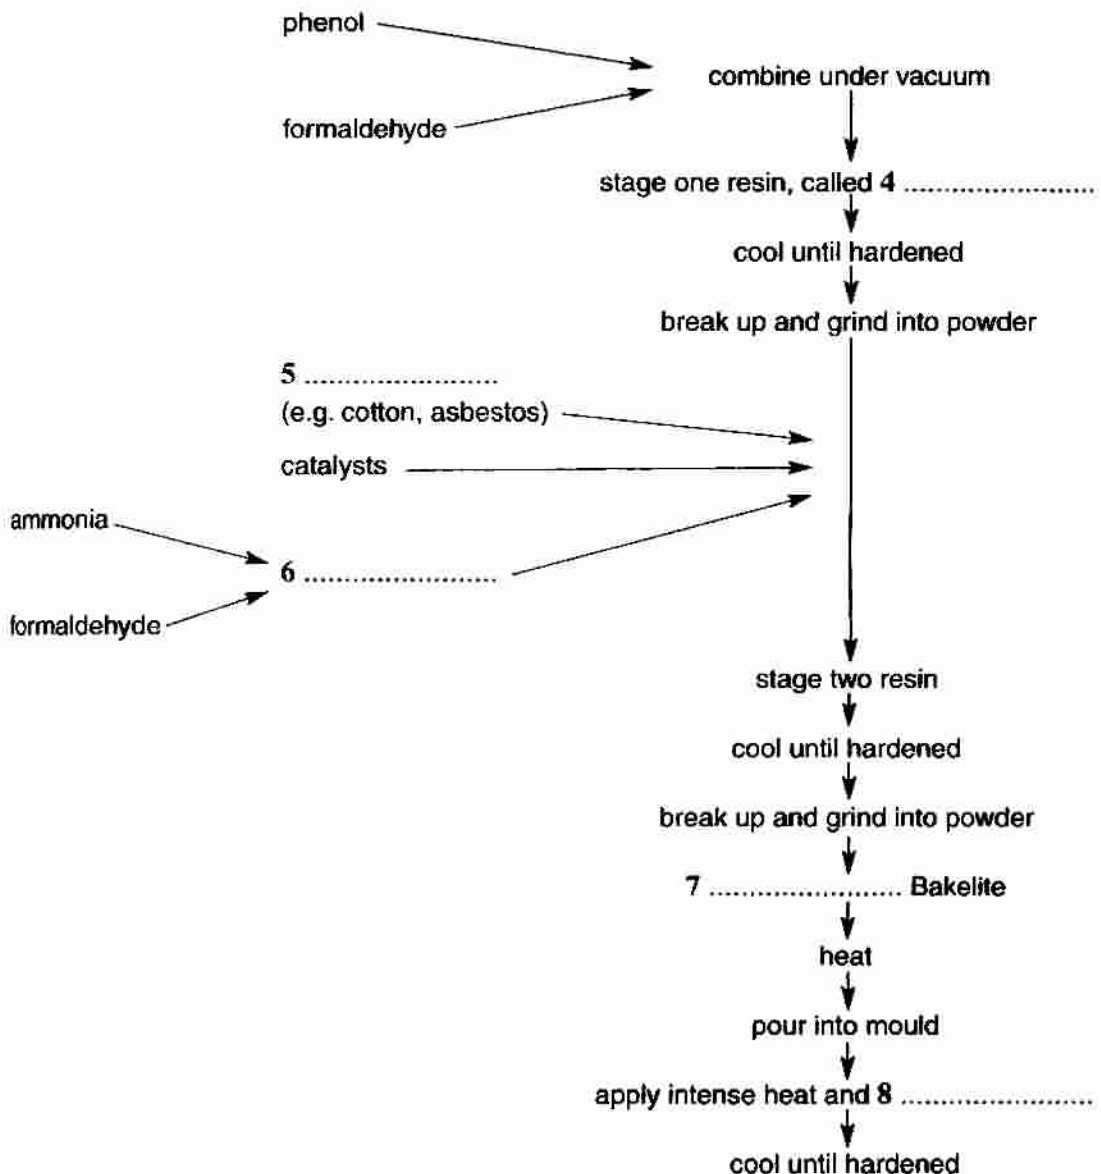 phenol
combine under vacuum
formaldehyde
stage one resin, called 4 ........................
cool until hardened
break up and grind into powder
5 ........................
(e.g. cotton, asbestos)
catalysts
ammonia
6 ........................
formaldehyde
stage two resin
cool until hardened
break up and grind into powder
7 ........................ Bakelite
heat
pour into mould
apply intense heat and 8 ........................
cool until hardened